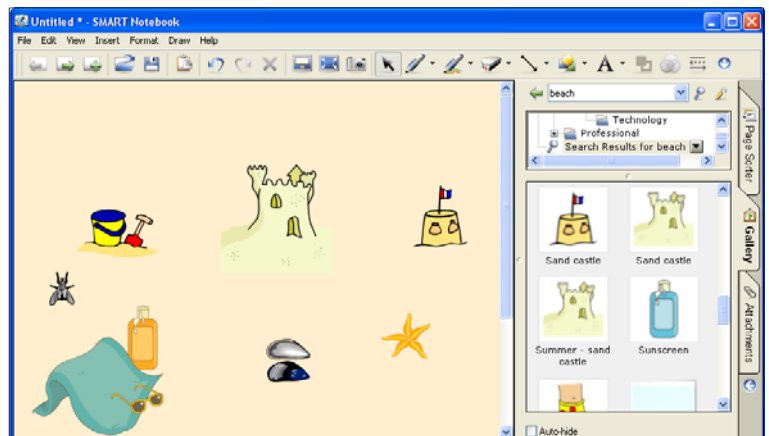 Untitled * - SMART Notebook
File Edit View Insert Format Draw Help
beach
Technology
Professional
Search Results for beach
Sand castle Sand castle
Summer - sand castle
Sunscreen
Auto-hide
Page Sorter
Gallery
Attachments